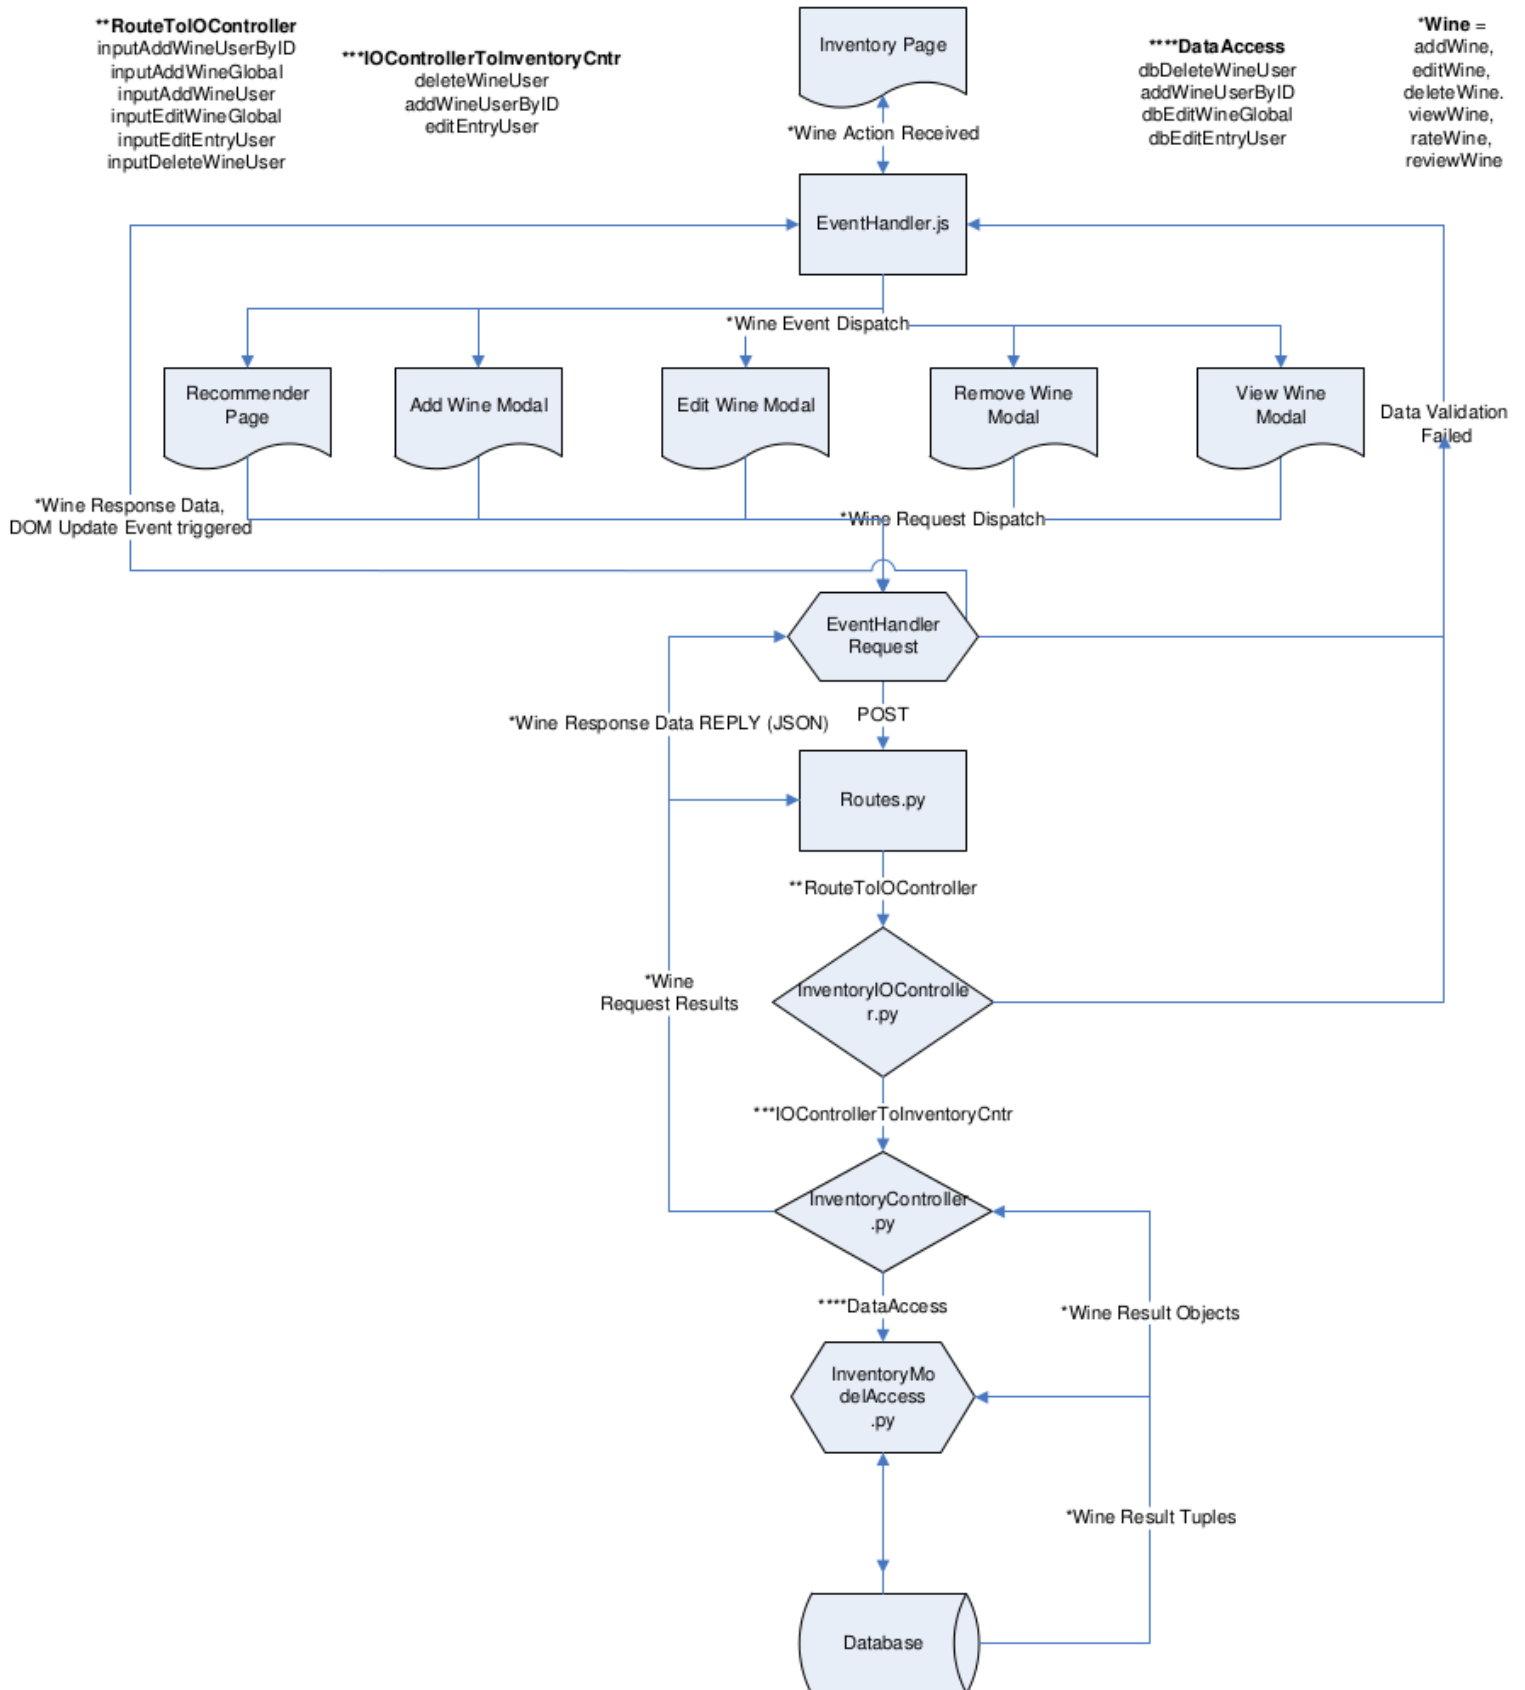 **RouteToIOController
inputAddWineUserByID
inputAddWineGlobal
inputAddWineUser
inputEditWineGlobal
inputEditEntryUser
inputDeleteWineUser
***IOControllerToInventoryCntr
deleteWineUser
addWineUserByID
editEntryUser
Inventory Page
****DataAccess
dbDeleteWineUser
addWineUserByID
dbEditWineGlobal
dbEditEntryUser
*Wine =
addWine,
editWine,
deleteWine.
viewWine,
rateWine,
reviewWine
*Wine Action Received
EventHandler.js
*Wine Event Dispatch
Recommender
Page
Add Wine Modal
Edit Wine Modal
Remove Wine
Modal
View Wine
Modal
Data Validation
Failed
*Wine Response Data,
DOM Update Event triggered
*Wine Request Dispatch
EventHandler
Request
*Wine Response Data REPLY (JSON)
POST
Routes.py
**RouteToIOController
*Wine
Request Results
InventoryIOControlle
r.py
***IOControllerToInventoryCntr
InventoryController
.py
****DataAccess
*Wine Result Objects
InventoryMo
delAccess
.py
*Wine Result Tuples
Database